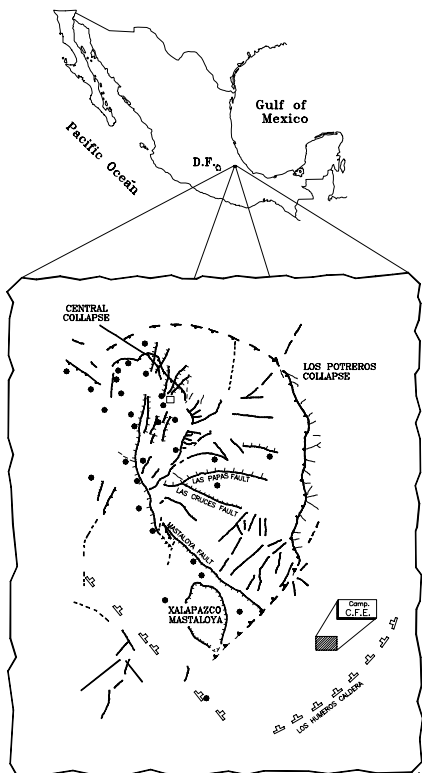 Gulf of
Mexico
Pacific Ocean
D.F.
CENTRAL
COLLAPSE
LOS POTREROS
COLLAPSE
LAS PAPAS FAULT
LAS CRUCES FAULT
MASTALOYA FAULT
XALAPAZCO
MASTALOYA
Camp.
C.F.E.
LOS HUMEROS CALDERA